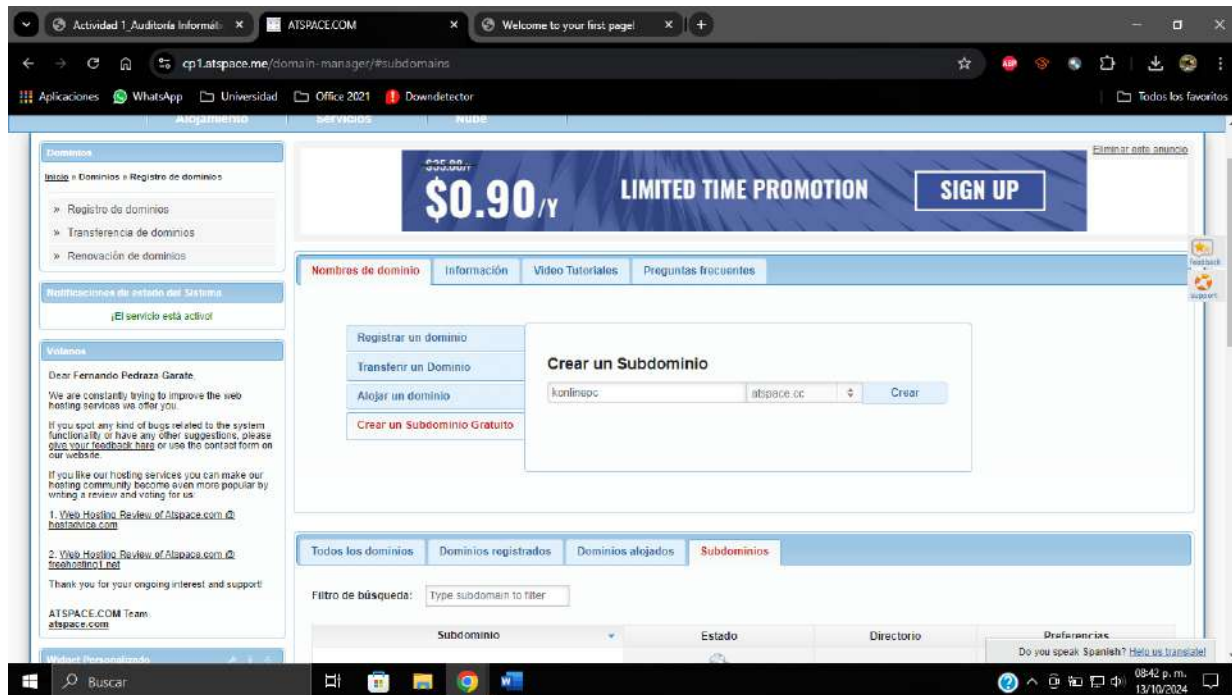 Actividad 1_Auditoría Informáti
ATSPACE.COM
Welcome to your first page!
cp1.atspace.me/domain-manager/#subdomains
Aplicaciones
WhatsApp
Universidad
Office 2021
Downdetector
Todos los favoritos
Alojamiento
Servicios
Nube
Dominios
Inicio » Dominios » Registro de dominios
» Registro de dominios
» Transferencia de dominios
» Renovación de dominios
Notificaciones de estado del Sistema
¡El servicio está activo!
Vótenos
Dear Fernando Pedraza Garate,
We are constantly trying to improve the web
hosting services we offer you.
If you spot any kind of bugs related to the system
functionality or have any other suggestions, please
give your feedback here or use the contact form on
our website.
If you like our hosting services you can make our
hosting community become even more popular by
writing a review and voting for us:
1. Web Hosting Review of Atspace.com @
hostadvice.com
2. Web Hosting Review of Atspace.com @
freehosting1.net
Thank you for your ongoing interest and support!
ATSPACE.COM Team
atspace.com
Widget Personalizado
Eliminar este anuncio
$0.90/Y
LIMITED TIME PROMOTION
SIGN UP
feedback
support
Nombres de dominio
Información
Video Tutoriales
Preguntas frecuentes
Registrar un dominio
Transferir un Dominio
Alojar un dominio
Crear un Subdominio Gratuito
Crear un Subdominio
konlinepc
atspace.cc
Crear
Todos los dominios
Dominios registrados
Dominios alojados
Subdominios
Filtro de búsqueda:
Type subdomain to filter
Subdominio
Estado
Directorio
Preferencias
Do you speak Spanish? Help us translate!
Buscar
08:42 p. m.
13/10/2024